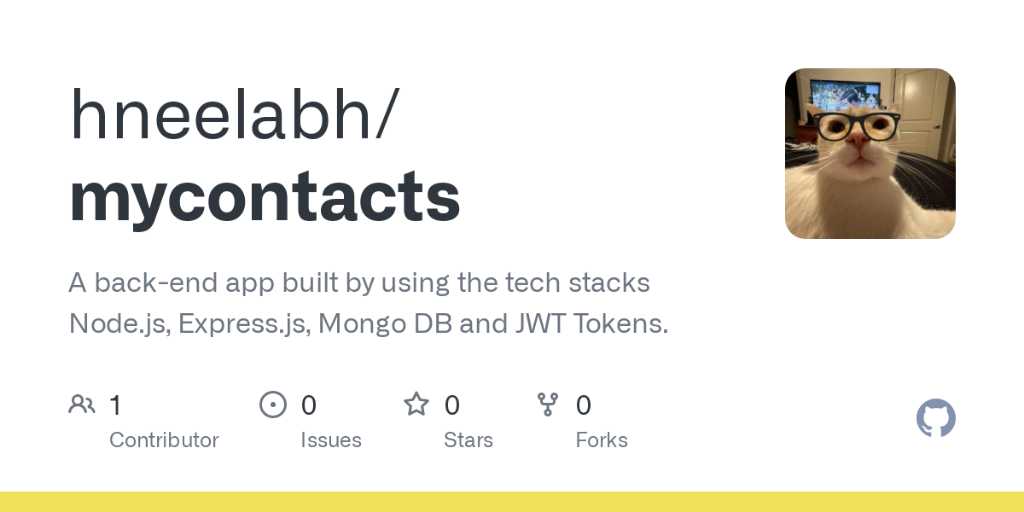 hneelabh/
mycontacts
A back-end app built by using the tech stacks
Node.js, Express.js, Mongo DB and JWT Tokens.
1
Contributor
0
Issues
0
Stars
0
Forks